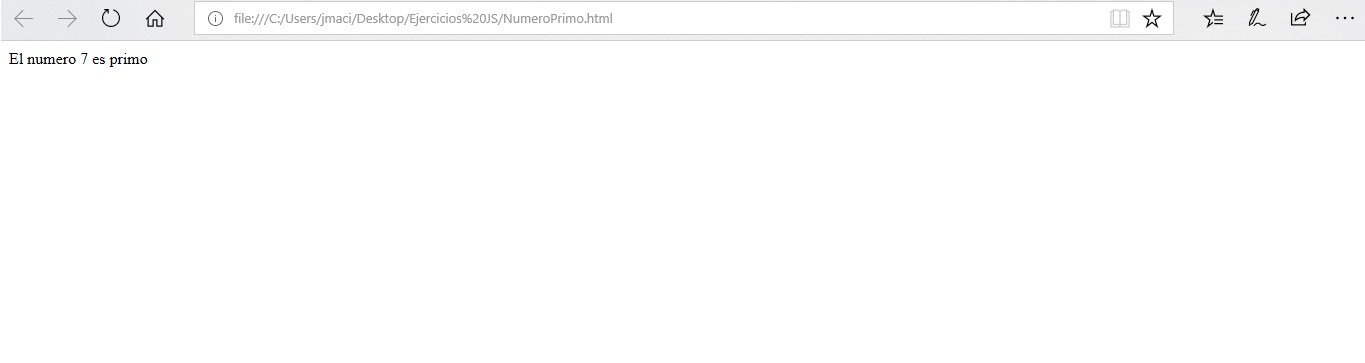 file:///C:/Users/jmaci/Desktop/Ejercicios%20JS/NumeroPrimo.html
El numero 7 es primo